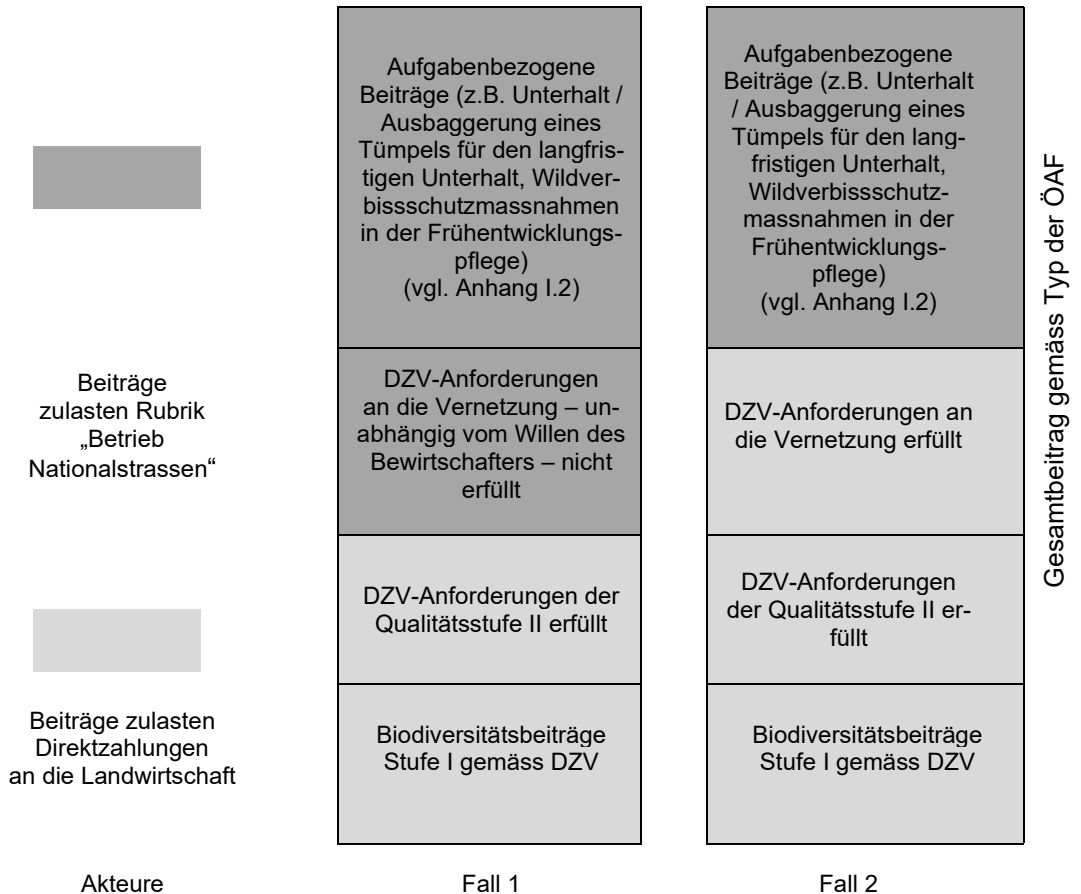 Aufgabenbezogene
Beiträge (z.B. Unterhalt /
Ausbaggerung eines
Tümpels für den langfris-
tigen Unterhalt, Wildver-
bissschutzmassnahmen
in der Frühentwicklungs-
pflege)
(vgl. Anhang I.2)
Aufgabenbezogene
Beiträge (z.B. Unterhalt
/ Ausbaggerung eines
Tümpels für den lang-
fristigen Unterhalt,
Wildverbissschutz-
massnahmen in der
Frühentwicklungs-
pflege)
(vgl. Anhang I.2)
Beiträge
zulasten Rubrik
„Betrieb
Nationalstrassen“
DZV-Anforderungen
an die Vernetzung – un-
abhängig vom Willen des
Bewirtschafters – nicht
erfüllt
DZV-Anforderungen an
die Vernetzung erfüllt
DZV-Anforderungen der
Qualitätsstufe II erfüllt
DZV-Anforderungen
der Qualitätsstufe II er-
füllt
Beiträge zulasten
Direktzahlungen
an die Landwirtschaft
Biodiversitätsbeiträge
Stufe I gemäss DZV
Biodiversitätsbeiträge
Stufe I gemäss DZV
Gesamtbeitrag gemäss Typ der ÖAF
Akteure
Fall 1
Fall 2